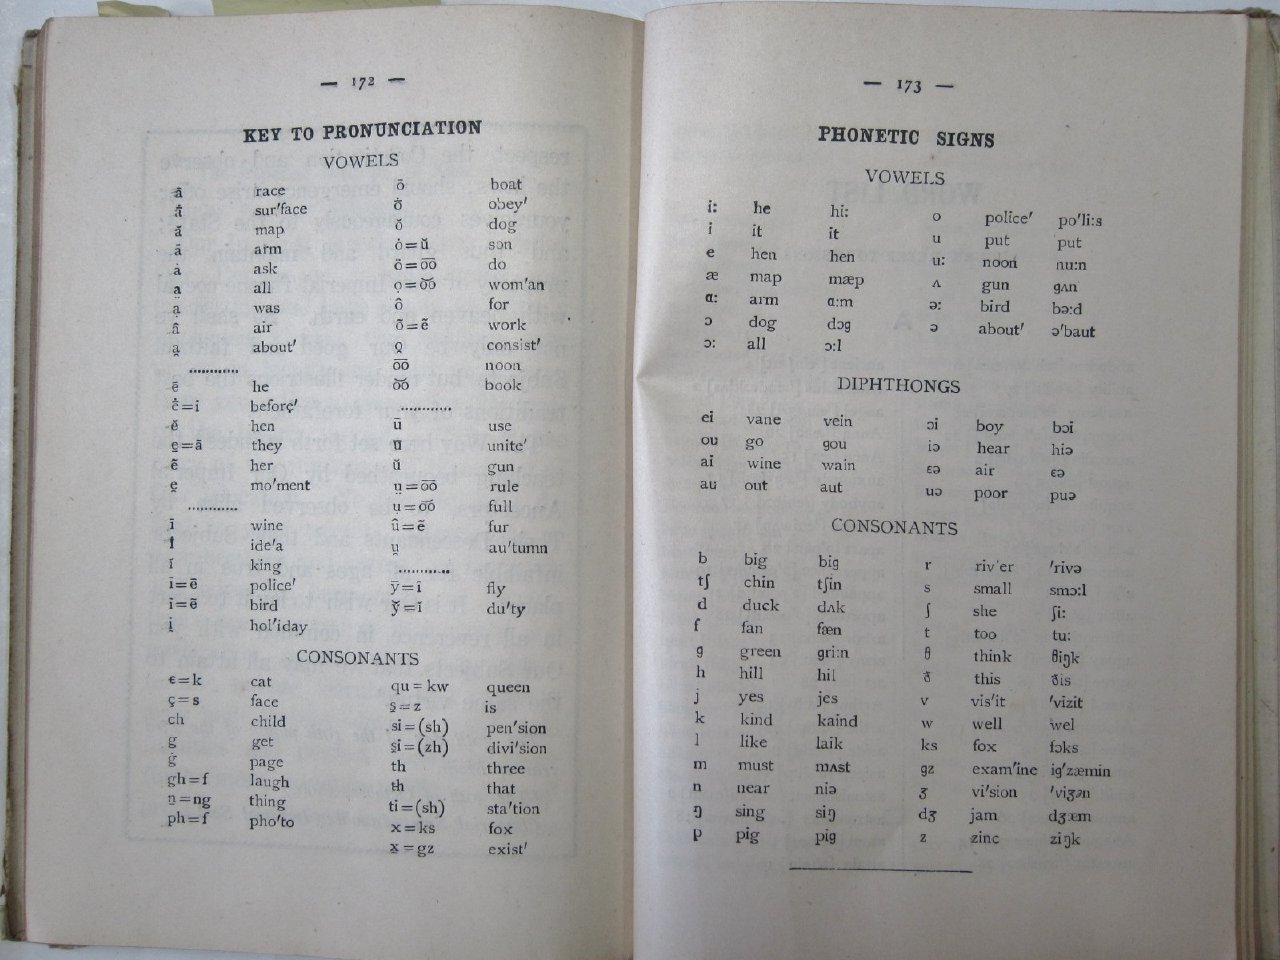 — 172 —
KEY TO PRONUNCIATION
VOWELS
ā race
sur'face
ă map
ä arm
ȧ ask
a̤ all
ạ was
â air
about'
ē he
=i before̤'
ĕ hen
e̱=ā they
ẽ her
mo'ment
ī wine
ide'a
ĭ king
ï=ē police'
ĩ=ẽ bird
hol'iday
ō boat
obey'
ŏ dog
ȯ=ŭ son
ö=o͞o do
ọ=o͝o wom'an
ô for
õ=ẽ work
consist'
o͞o noon
o͝o book
ū use
unite'
ŭ gun
ṳ=o͞o rule
ụ=o͝o full
û=ẽ fur
au'tumn
ȳ=ī fly
y̆=ĭ du'ty
CONSONANTS
=k cat
ç=s face
ch child
g get
ġ page
gh=f laugh
ṉ=ng thing
ph=f pho'to
qu=kw queen
s̱=z is
si=(sh) pen'sion
s̱i=(zh) divi'sion
th three
th that
ti=(sh) sta'tion
x=ks fox
x̱=gz exist'
— 173 —
PHONETIC SIGNS
VOWELS
i: he hi:
i it it
e hen hen
æ map mæp
ɑ: arm ɑ:m
ɔ dog dɔg
ɔ: all ɔ:l
o police' po'li:s
u put put
u: noon nu:n
ʌ gun gʌn
ə: bird bə:d
ə about' ə'baut
DIPHTHONGS
ei vane vein
ou go gou
ai wine wain
au out aut
ɔi boy bɔi
iə hear hiə
ɛə air ɛə
uə poor puə
CONSONANTS
b big big
tʃ chin tʃin
d duck dʌk
f fan fæn
g green gri:n
h hill hil
j yes jes
k kind kaind
l like laik
m must mʌst
n near niə
ŋ sing siŋ
p pig pig
r riv'er 'rivə
s small smɔ:l
ʃ she ʃi:
t too tu:
θ think θiŋk
ð this ðis
v vis'it 'vizit
w well wel
ks fox fɔks
gz exam'ine ig'zæmin
ʒ vi'sion 'viʒən
dʒ jam dʒæm
z zinc ziŋk